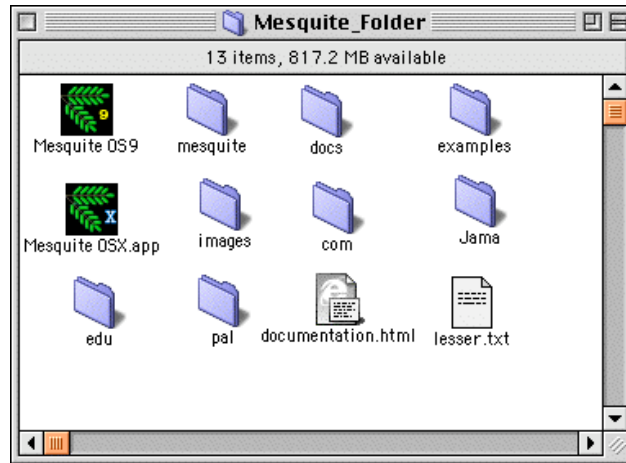 Mesquite_Folder
13 items, 817.2 MB available
9
Mesquite OS9
mesquite
docs
examples
X
Mesquite OSX.app
images
com
Jama
edu
pal
documentation.html
lesser.txt